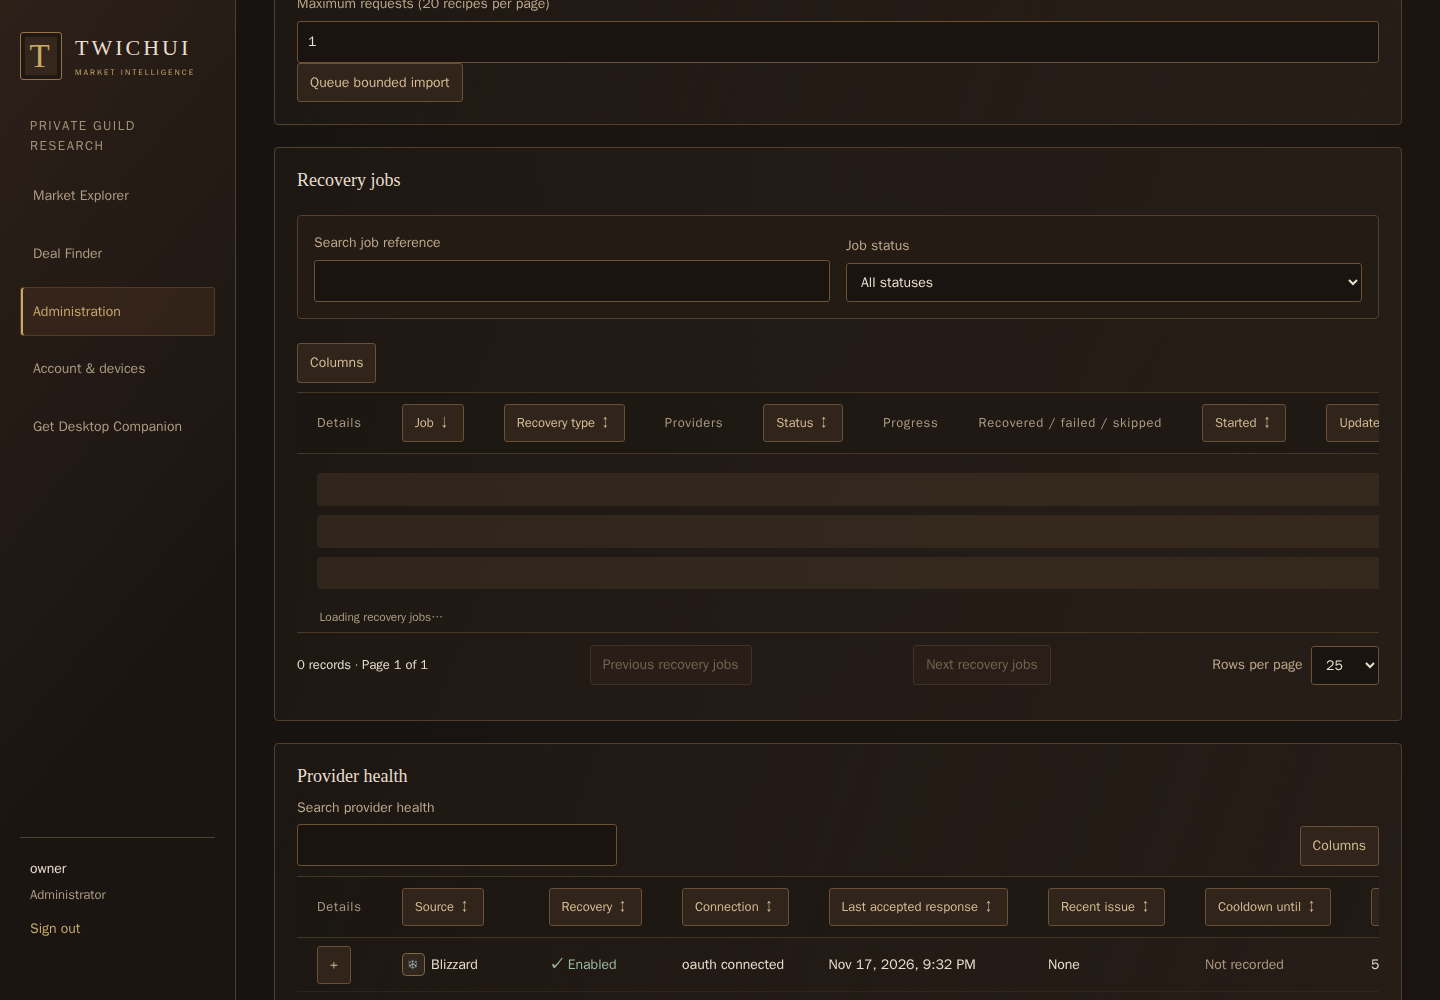 T
TWICHUI
MARKET INTELLIGENCE
PRIVATE GUILD
RESEARCH
Market Explorer
Deal Finder
Administration
Account & devices
Get Desktop Companion
owner
Administrator
Sign out
Maximum requests (20 recipes per page)
1
Queue bounded import
Recovery jobs
Search job reference
Job status
All statuses
Columns
Details Job ↓ Recovery type ↕ Providers Status ↕ Progress Recovered / failed / skipped Started ↕ Update
Loading recovery jobs…
0 records · Page 1 of 1 Previous recovery jobs Next recovery jobs Rows per page 25
Provider health
Search provider health
Columns
Details Source ↕ Recovery ↕ Connection ↕ Last accepted response ↕ Recent issue ↕ Cooldown until ↕
+ Blizzard ✓ Enabled oauth connected Nov 17, 2026, 9:32 PM None Not recorded 5